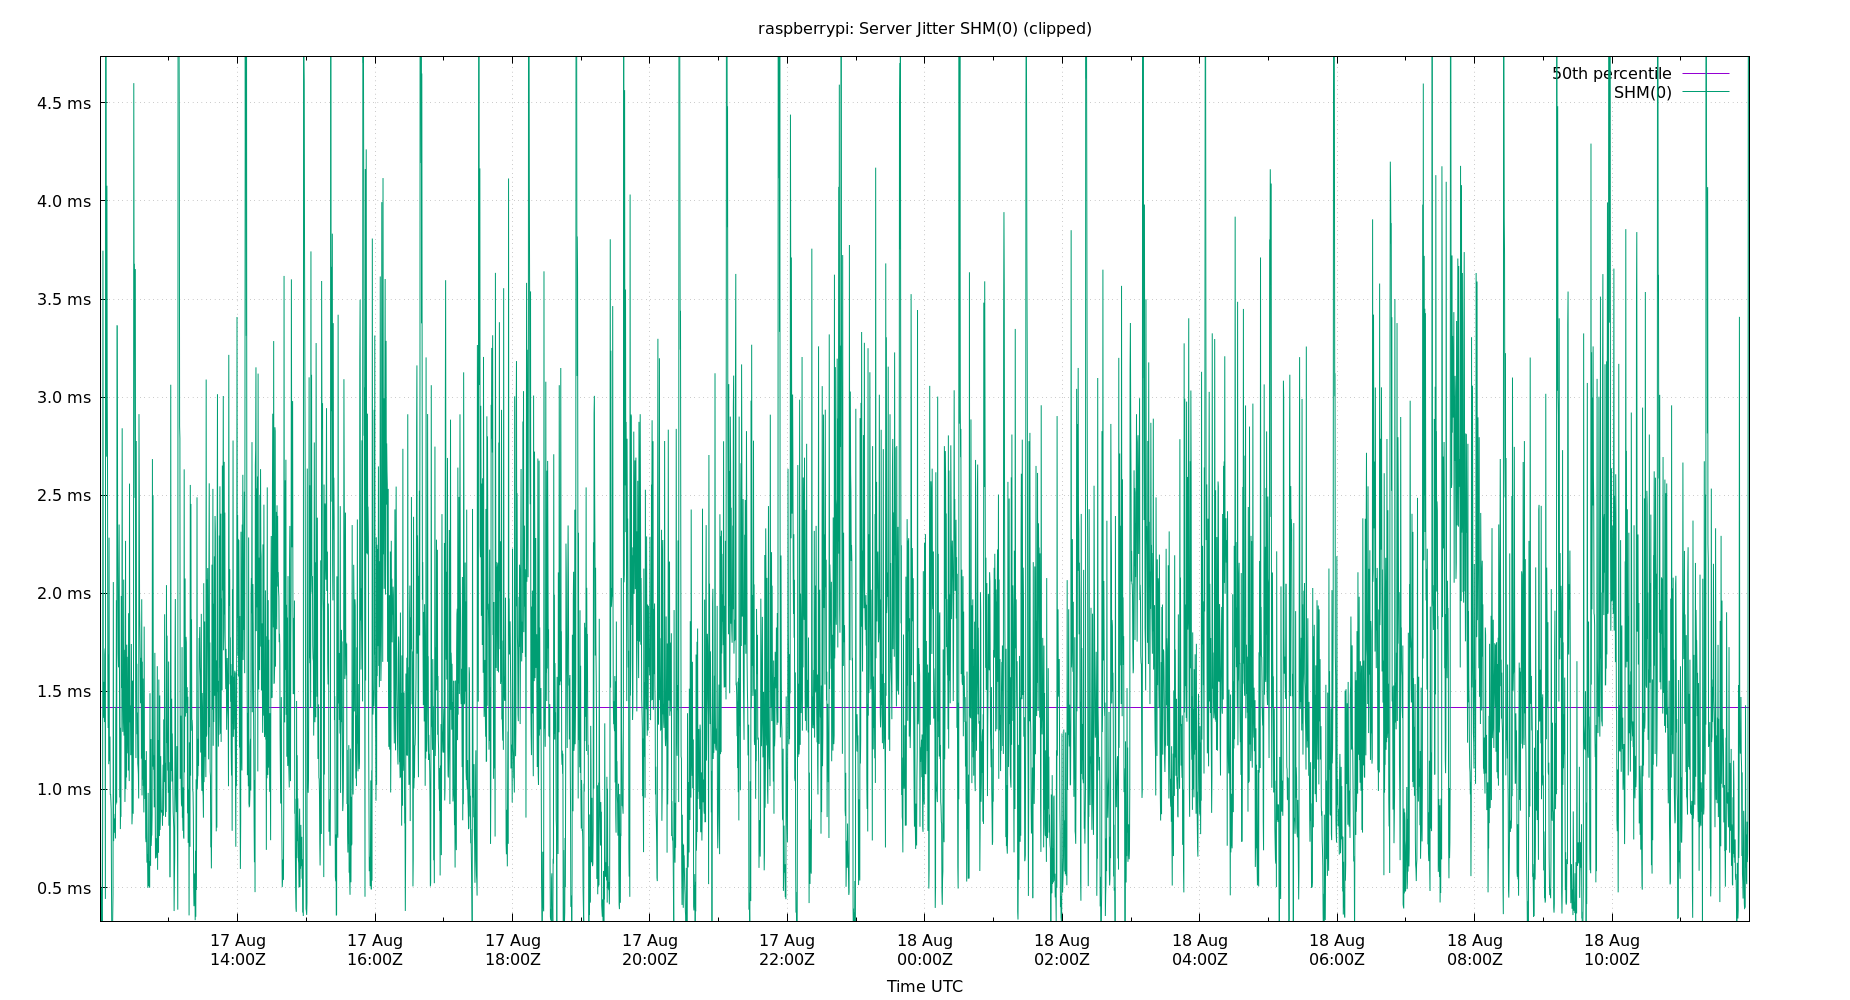 raspberrypi: Server Jitter SHM(0) (clipped)
50th percentile
SHM(0)
4.5 ms
4.0 ms
3.5 ms
3.0 ms
2.5 ms
2.0 ms
1.5 ms
1.0 ms
0.5 ms
17 Aug 17 Aug 17 Aug 17 Aug 17 Aug 18 Aug 18 Aug 18 Aug 18 Aug 18 Aug 18 Aug
14:00Z 16:00Z 18:00Z 20:00Z 22:00Z 00:00Z 02:00Z 04:00Z 06:00Z 08:00Z 10:00Z
Time UTC